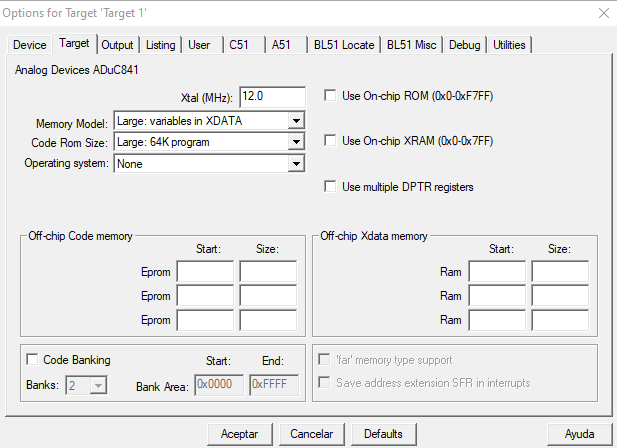 Options for Target 'Target 1'
Device Target Output Listing User C51 A51 BL51 Locate BL51 Misc Debug Utilities
Analog Devices ADuC841
Xtal (MHz): 12.0
Use On-chip ROM (0x0-0xF7FF)
Memory Model: Large: variables in XDATA
Code Rom Size: Large: 64K program
Use On-chip XRAM (0x0-0x7FF)
Operating system: None
Use multiple DPTR registers
Off-chip Code memory
Start: Size:
Eprom
Eprom
Eprom
Off-chip Xdata memory
Start: Size:
Ram
Ram
Ram
Code Banking Start: End:
Banks: 2 Bank Area: 0x0000 0xFFFF
'far' memory type support
Save address extension SFR in interrupts
Aceptar Cancelar Defaults Ayuda